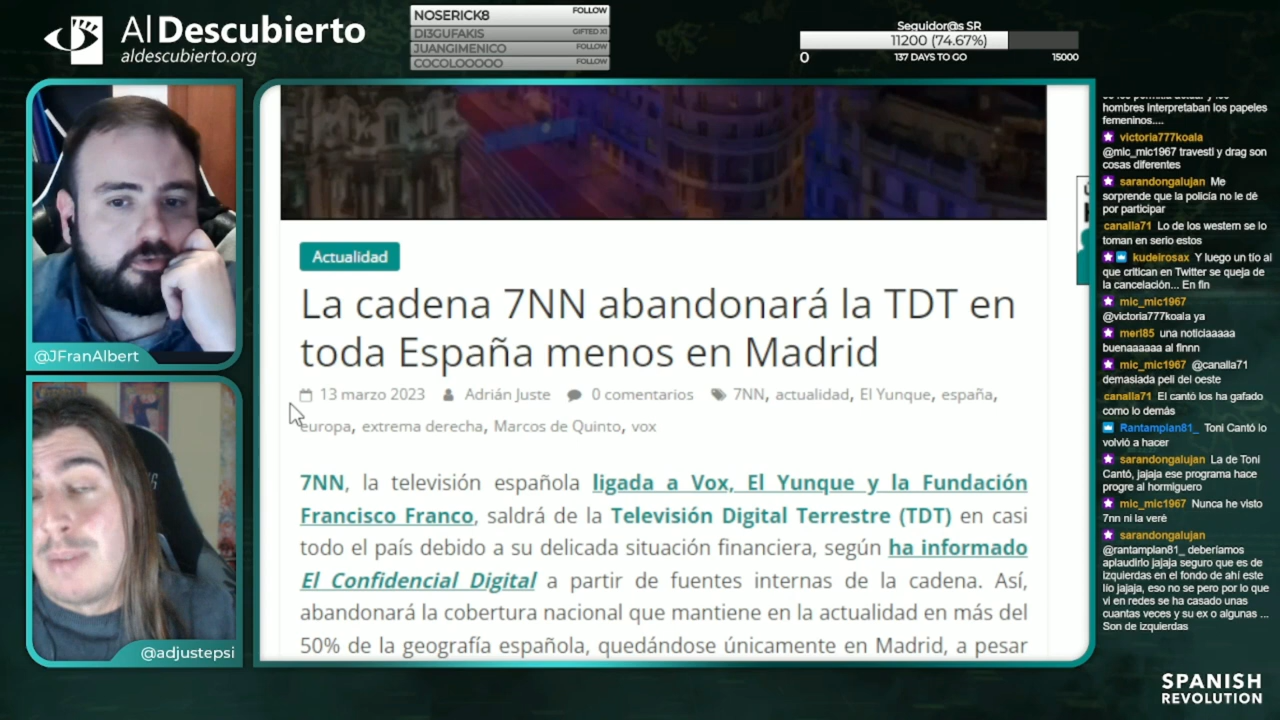 Al Descubierto
aldescubierto.org
NOSERICK8 FOLLOW
DI3GUFAKIS GIFTED X1
JUANGIMENICO FOLLOW
COCOLOOOOO FOLLOW
Seguidor@s SR
11200 (74.67%)
0 137 DAYS TO GO 15000
@JFranAlbert
@adjustepsi
Actualidad
La cadena 7NN abandonará la TDT en
toda España menos en Madrid
13 marzo 2023 Adrián Juste 0 comentarios 7NN, actualidad, El Yunque, españa,
europa, extrema derecha, Marcos de Quinto, vox
7NN, la televisión española ligada a Vox, El Yunque y la Fundación
Francisco Franco, saldrá de la Televisión Digital Terrestre (TDT) en casi
todo el país debido a su delicada situación financiera, según ha informado
El Confidencial Digital a partir de fuentes internas de la cadena. Así,
abandonará la cobertura nacional que mantiene en la actualidad en más del
50% de la geografía española, quedándose únicamente en Madrid, a pesar
hombres interpretaban los papeles
femeninos....
victoria777koala
@mic_mic1967 travesti y drag son
cosas diferentes
sarandongalujan Me
sorprende que la policía no le dé
por participar
canalla71 Lo de los western se lo
toman en serio estos
kudeirosax Y luego un tío al
que critican en Twitter se queja de
la cancelación... En fin
mic_mic1967
@victoria777koala ya
merl85 una noticiaaaaa
buenaaaaaa al finnn
mic_mic1967 @canalla71
demasiada peli del oeste
canalla71 El cantó los ha gafado
como lo demás
Rantamplan81_ Toni Cantó lo
volvió a hacer
sarandongalujan La de Toni
Cantó, jajaja ese programa hace
progre al hormiguero
mic_mic1967 Nunca he visto
7nn ni la veré
sarandongalujan
@rantamplan81_ deberíamos
aplaudirlo jajaja seguro que es de
izquierdas en el fondo de ahí este
lío jajaja, eso no se pero por lo que
vi en redes se ha casado unas
cuantas veces y su ex o algunas ...
Son de izquierdas
SPANISH
REVOLUTION